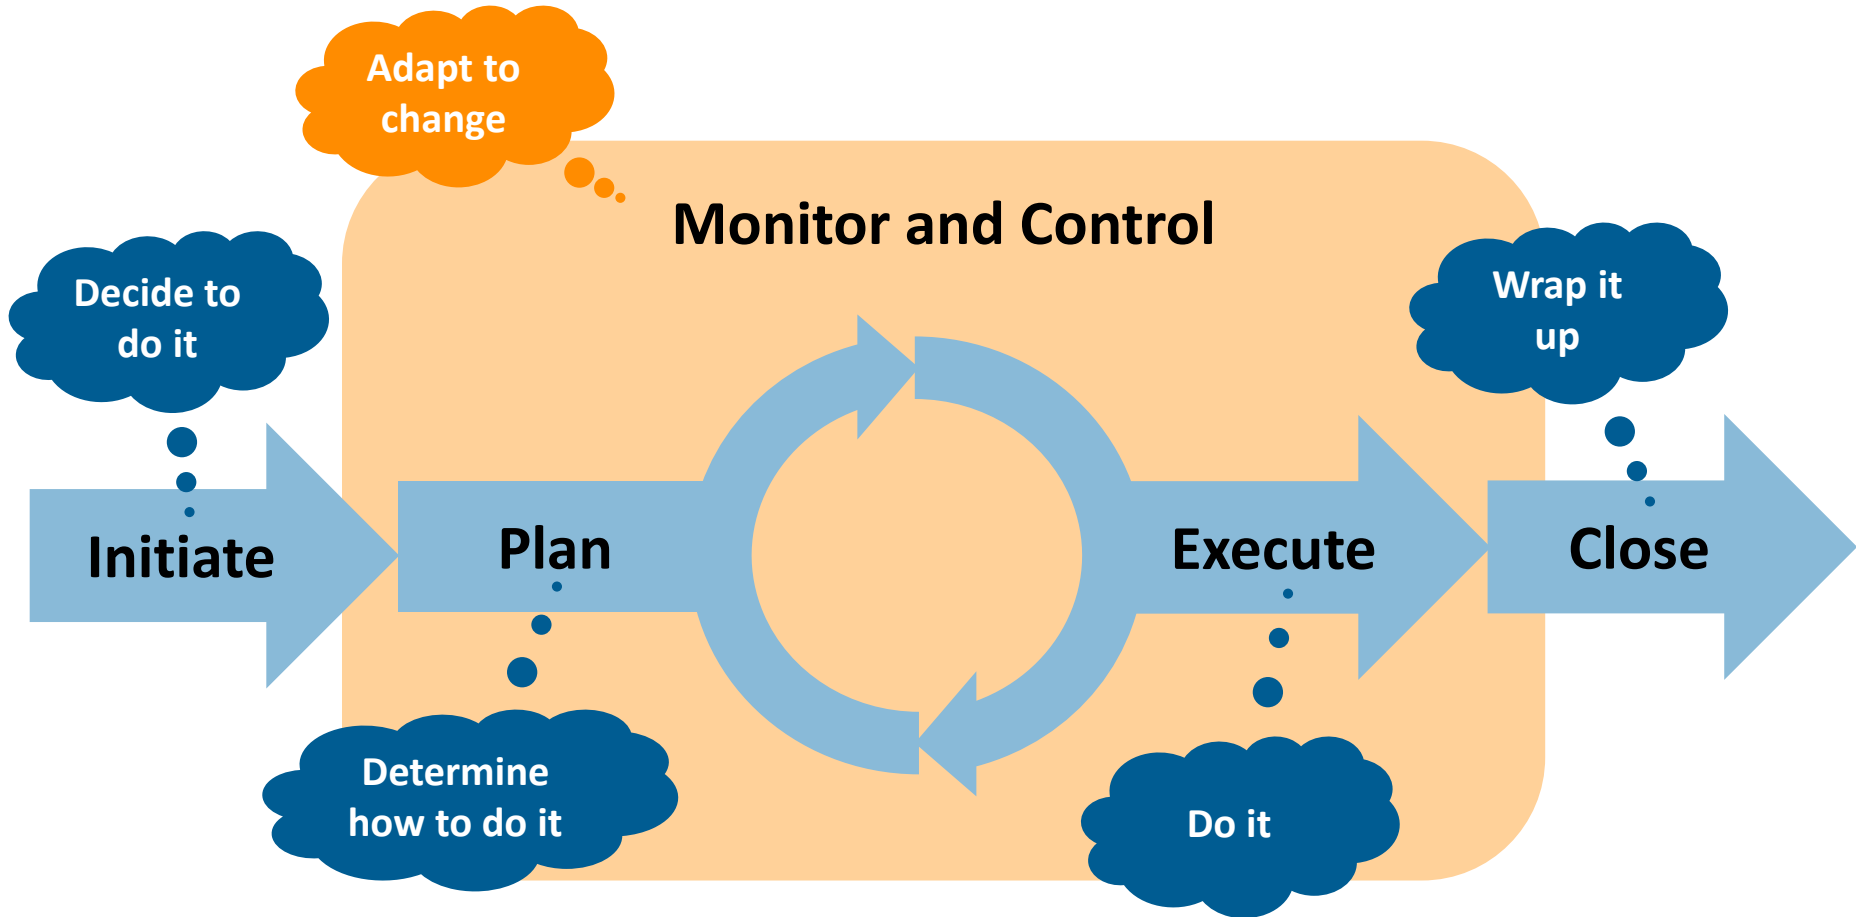 Adapt to
change
Monitor and Control
Decide to
do it
Wrap it
up
Initiate
Plan
Execute
Close
Determine
how to do it
Do it